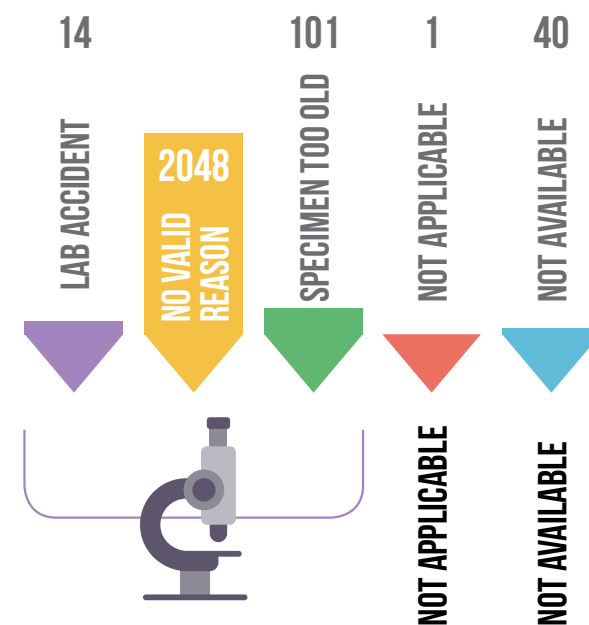 14
LAB ACCIDENT
2048
NO VALID
REASON
101
SPECIMEN TOO OLD
1
NOT APPLICABLE
40
NOT AVAILABLE
NOT APPLICABLE
NOT AVAILABLE